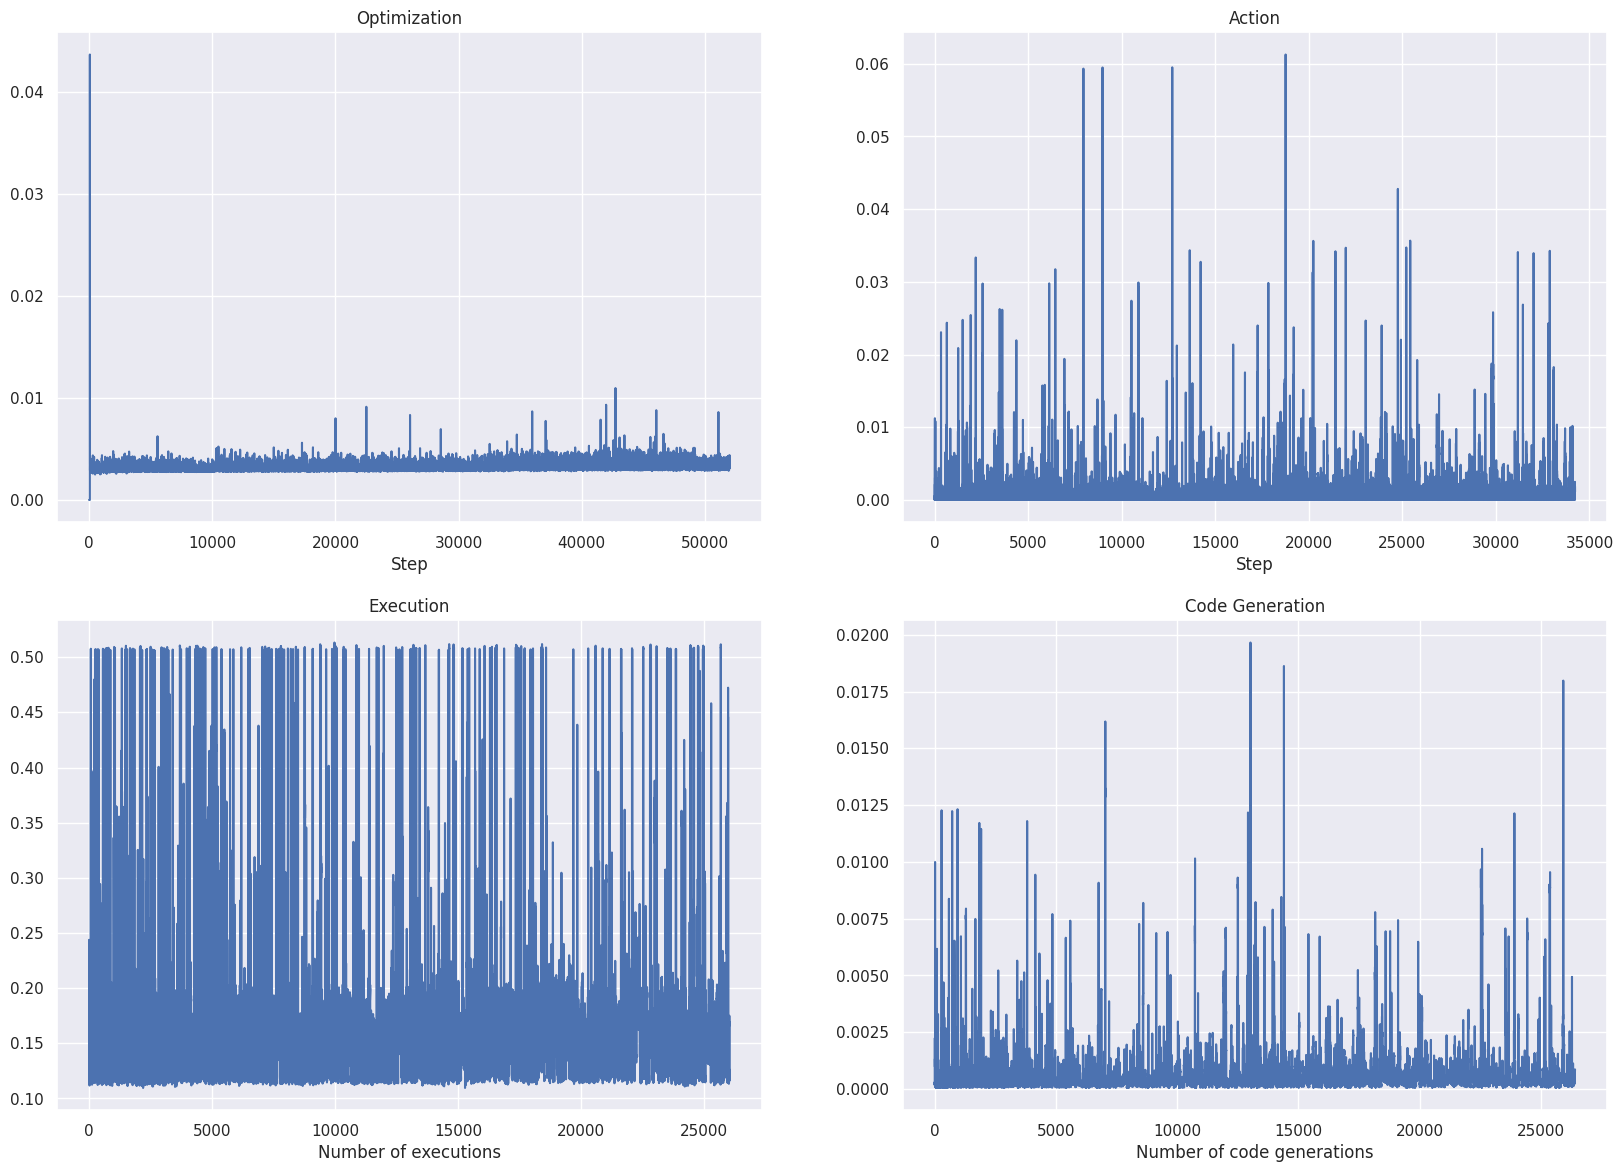 Optimization
0.04
0.03
0.02
0.01
0.00
0 10000 20000 30000 40000 50000
Step
Action
0.06
0.05
0.04
0.03
0.02
0.01
0.00
0 5000 10000 15000 20000 25000 30000 35000
Step
Execution
0.50
0.45
0.40
0.35
0.30
0.25
0.20
0.15
0.10
0 5000 10000 15000 20000 25000
Number of executions
Code Generation
0.0200
0.0175
0.0150
0.0125
0.0100
0.0075
0.0050
0.0025
0.0000
0 5000 10000 15000 20000 25000
Number of code generations